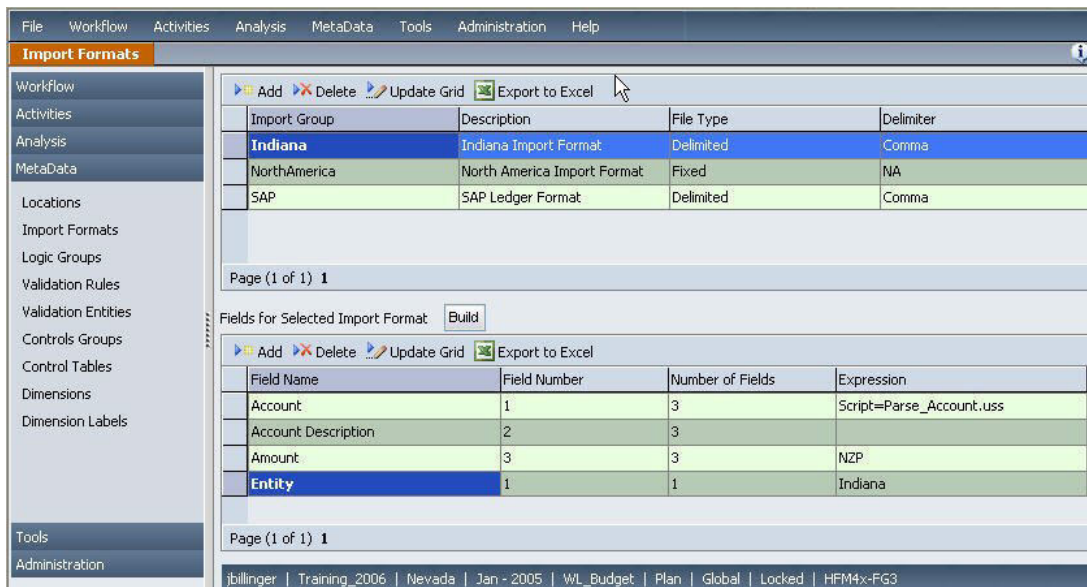 File Workflow Activities Analysis MetaData Tools Administration Help
Import Formats
Workflow
Activities
Analysis
MetaData
Locations
Import Formats
Logic Groups
Validation Rules
Validation Entities
Controls Groups
Control Tables
Dimensions
Dimension Labels
Tools
Administration
Add Delete Update Grid Export to Excel
Import Group Description File Type Delimiter
Indiana Indiana Import Format Delimited Comma
NorthAmerica North America Import Format Fixed NA
SAP SAP Ledger Format Delimited Comma
Page (1 of 1) 1
Fields for Selected Import Format Build
Add Delete Update Grid Export to Excel
Field Name Field Number Number of Fields Expression
Account 1 3 Script=Parse_Account.uss
Account Description 2 3
Amount 3 3 NZP
Entity 1 1 Indiana
Page (1 of 1) 1
jbillinger | Training_2006 | Nevada | Jan - 2005 | WL_Budget | Plan | Global | Locked | HFM4x-FG3